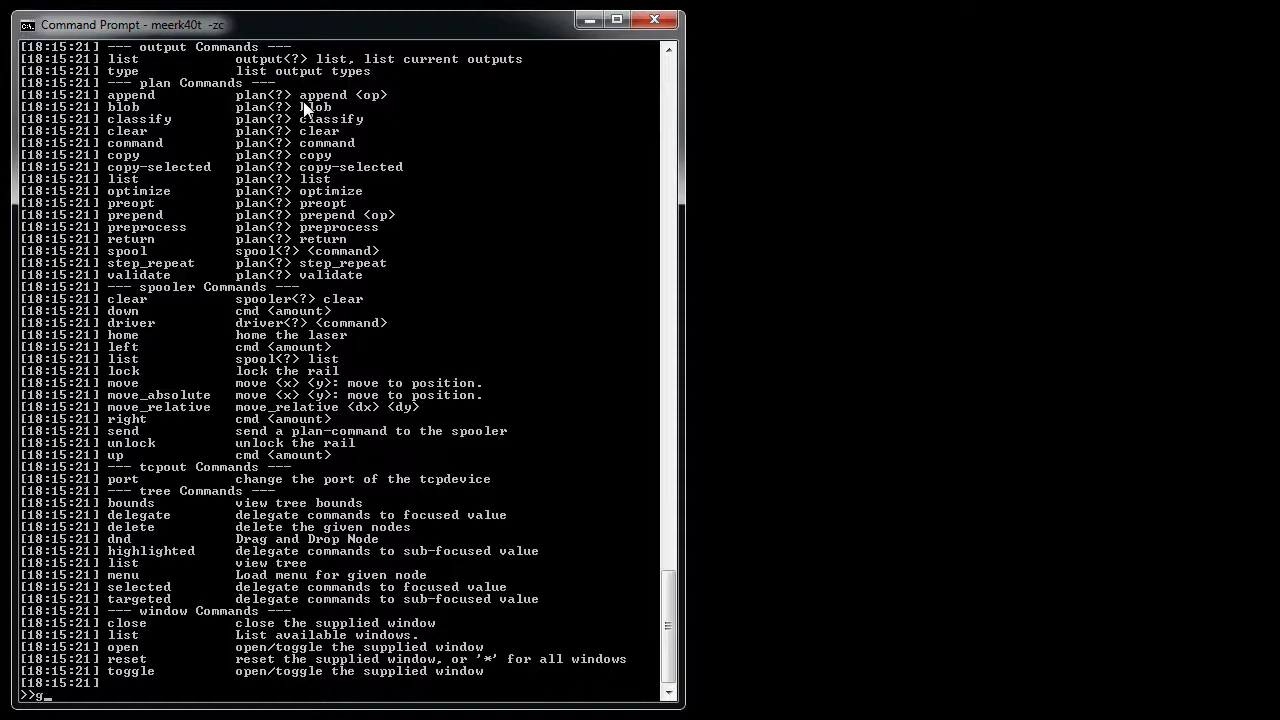 Command Prompt - meerk40t  -zc
[18:15:21] --- output Commands ---
[18:15:21] list            output<?> list, list current outputs
[18:15:21] type            list output types
[18:15:21] --- plan Commands ---
[18:15:21] append          plan<?> append <op>
[18:15:21] blob            plan<?> blob
[18:15:21] classify        plan<?> classify
[18:15:21] clear           plan<?> clear
[18:15:21] command         plan<?> command
[18:15:21] copy            plan<?> copy
[18:15:21] copy-selected   plan<?> copy-selected
[18:15:21] list            plan<?> list
[18:15:21] optimize        plan<?> optimize
[18:15:21] preopt          plan<?> preopt
[18:15:21] prepend         plan<?> prepend <op>
[18:15:21] preprocess      plan<?> preprocess
[18:15:21] return          plan<?> return
[18:15:21] spool           spool<?> <command>
[18:15:21] step_repeat     plan<?> step_repeat
[18:15:21] validate        plan<?> validate
[18:15:21] --- spooler Commands ---
[18:15:21] clear           spooler<?> clear
[18:15:21] down            cmd <amount>
[18:15:21] driver          driver<?> <command>
[18:15:21] home            home the laser
[18:15:21] left            cmd <amount>
[18:15:21] list            spool<?> list
[18:15:21] lock            lock the rail
[18:15:21] move            move <x> <y>: move to position.
[18:15:21] move_absolute   move <x> <y>: move to position.
[18:15:21] move_relative   move_relative <dx> <dy>
[18:15:21] right           cmd <amount>
[18:15:21] send            send a plan-command to the spooler
[18:15:21] unlock          unlock the rail
[18:15:21] up              cmd <amount>
[18:15:21] --- tcpout Commands ---
[18:15:21] port            change the port of the tcpdevice
[18:15:21] --- tree Commands ---
[18:15:21] bounds          view tree bounds
[18:15:21] delegate        delegate commands to focused value
[18:15:21] delete          delete the given nodes
[18:15:21] dnd             Drag and Drop Node
[18:15:21] highlighted     delegate commands to sub-focused value
[18:15:21] list            view tree
[18:15:21] menu            Load menu for given node
[18:15:21] selected        delegate commands to focused value
[18:15:21] targeted        delegate commands to sub-focused value
[18:15:21] --- window Commands ---
[18:15:21] close           close the supplied window
[18:15:21] list            List available windows.
[18:15:21] open            open/toggle the supplied window
[18:15:21] reset           reset the supplied window, or '*' for all windows
[18:15:21] toggle          open/toggle the supplied window
[18:15:21]
>>g_